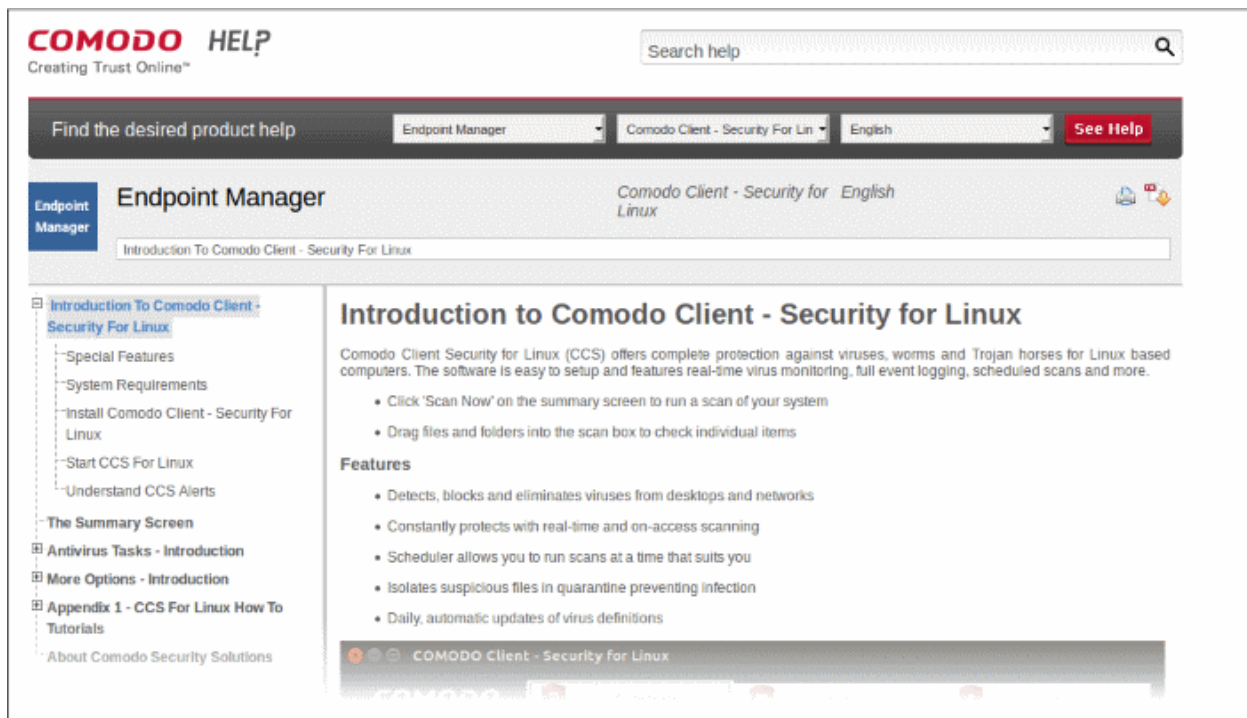 COMODO HELP
Creating Trust Online™
Search help
Find the desired product help
Endpoint Manager
Comodo Client - Security For Lin
English
See Help
Endpoint
Manager
Endpoint Manager
Comodo Client - Security for
Linux
English
Introduction To Comodo Client - Security For Linux
Introduction To Comodo Client -
Security For Linux
Special Features
System Requirements
Install Comodo Client - Security For
Linux
Start CCS For Linux
Understand CCS Alerts
The Summary Screen
Antivirus Tasks - Introduction
More Options - Introduction
Appendix 1 - CCS For Linux How To
Tutorials
About Comodo Security Solutions
Introduction to Comodo Client - Security for Linux
Comodo Client Security for Linux (CCS) offers complete protection against viruses, worms and Trojan horses for Linux based
computers. The software is easy to setup and features real-time virus monitoring, full event logging, scheduled scans and more.
• Click 'Scan Now' on the summary screen to run a scan of your system
• Drag files and folders into the scan box to check individual items
Features
• Detects, blocks and eliminates viruses from desktops and networks
• Constantly protects with real-time and on-access scanning
• Scheduler allows you to run scans at a time that suits you
• Isolates suspicious files in quarantine preventing infection
• Daily, automatic updates of virus definitions
COMODO Client - Security for Linux
COMODO